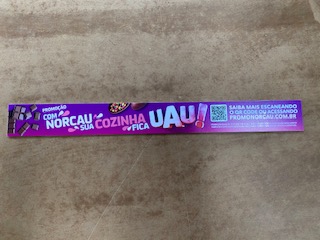 PROMOÇÃO
COM
NORCAU
SUA COZINHA
FICA UAU!
SAIBA MAIS ESCANEANDO
O QR CODE OU ACESSANDO
PROMONORCAU.COM.BR